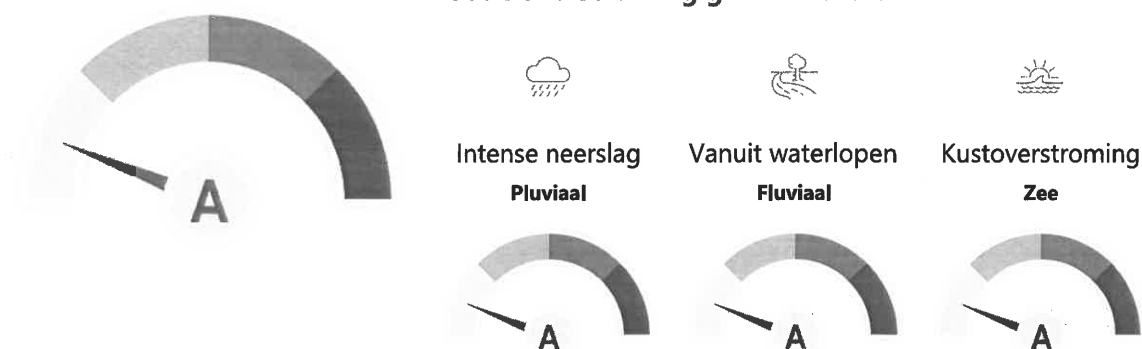 A
Intense neerslag Vanuit waterlopen Kustoverstroming
Pluviaal Fluviaal Zee
A A A